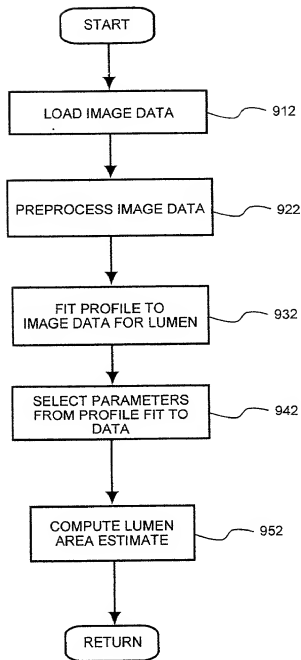 START
LOAD IMAGE DATA
912
PREPROCESS IMAGE DATA
922
FIT PROFILE TO
IMAGE DATA FOR LUMEN
932
SELECT PARAMETERS
FROM PROFILE FIT TO
DATA
942
COMPUTE LUMEN
AREA ESTIMATE
952
RETURN